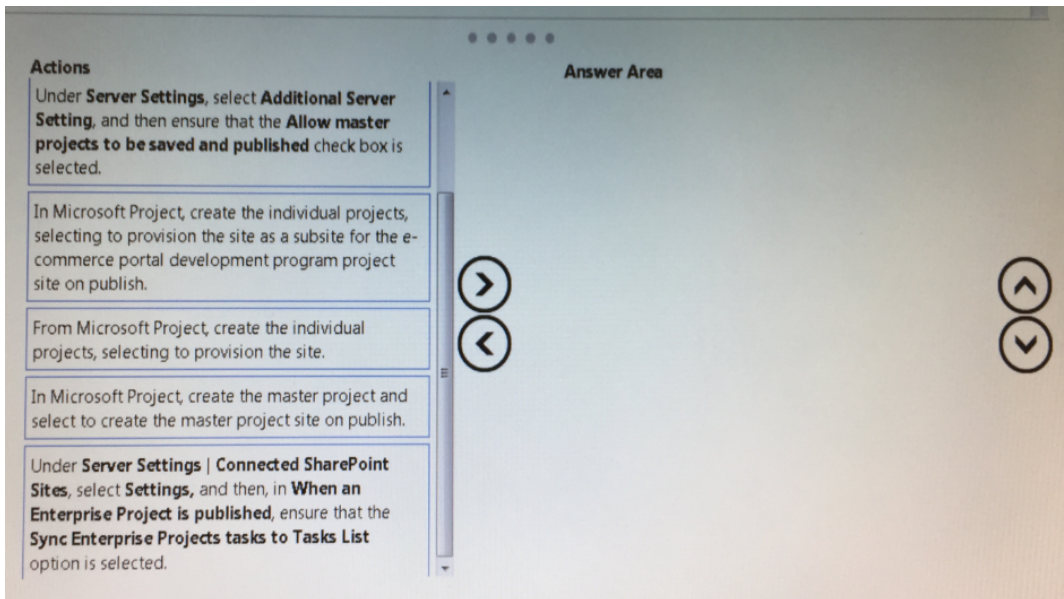 Actions
Answer Area
Under Server Settings, select Additional Server
Setting, and then ensure that the Allow master
projects to be saved and published check box is
selected.
In Microsoft Project, create the individual projects,
selecting to provision the site as a subsite for the e-
commerce portal development program project
site on publish.
From Microsoft Project, create the individual
projects, selecting to provision the site.
In Microsoft Project, create the master project and
select to create the master project site on publish.
Under Server Settings | Connected SharePoint
Sites, select Settings, and then, in When an
Enterprise Project is published, ensure that the
Sync Enterprise Projects tasks to Tasks List
option is selected.